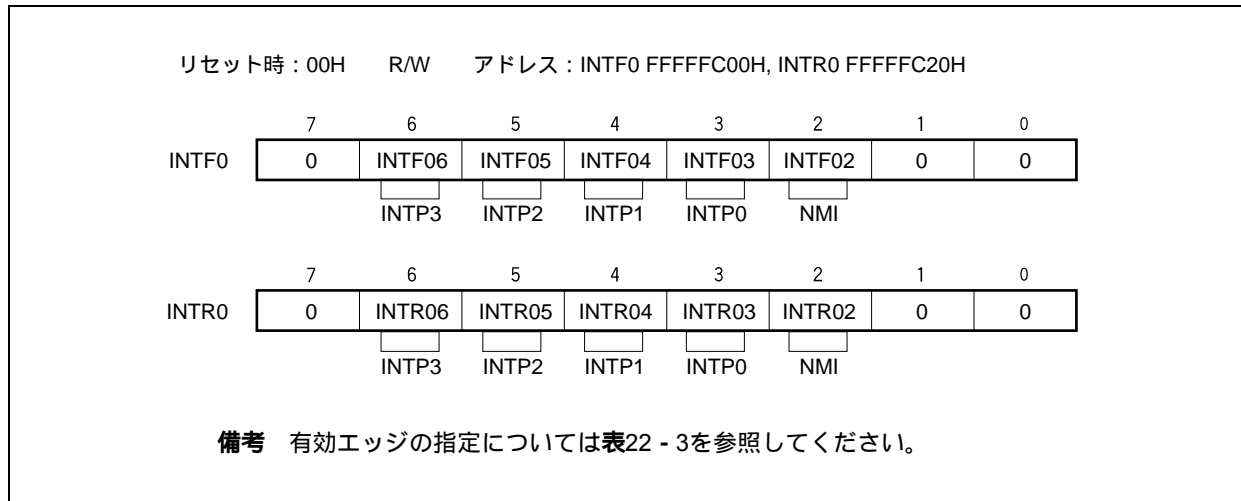 リセット時：00H　　R/W　　アドレス：INTF0 FFFFFC00H, INTR0 FFFFFC20H
7 6 5 4 3 2 1 0
INTF0 0 INTF06 INTF05 INTF04 INTF03 INTF02 0 0
INTP3 INTP2 INTP1 INTP0 NMI
7 6 5 4 3 2 1 0
INTR0 0 INTR06 INTR05 INTR04 INTR03 INTR02 0 0
INTP3 INTP2 INTP1 INTP0 NMI
備考　有効エッジの指定については表22 - 3を参照してください。